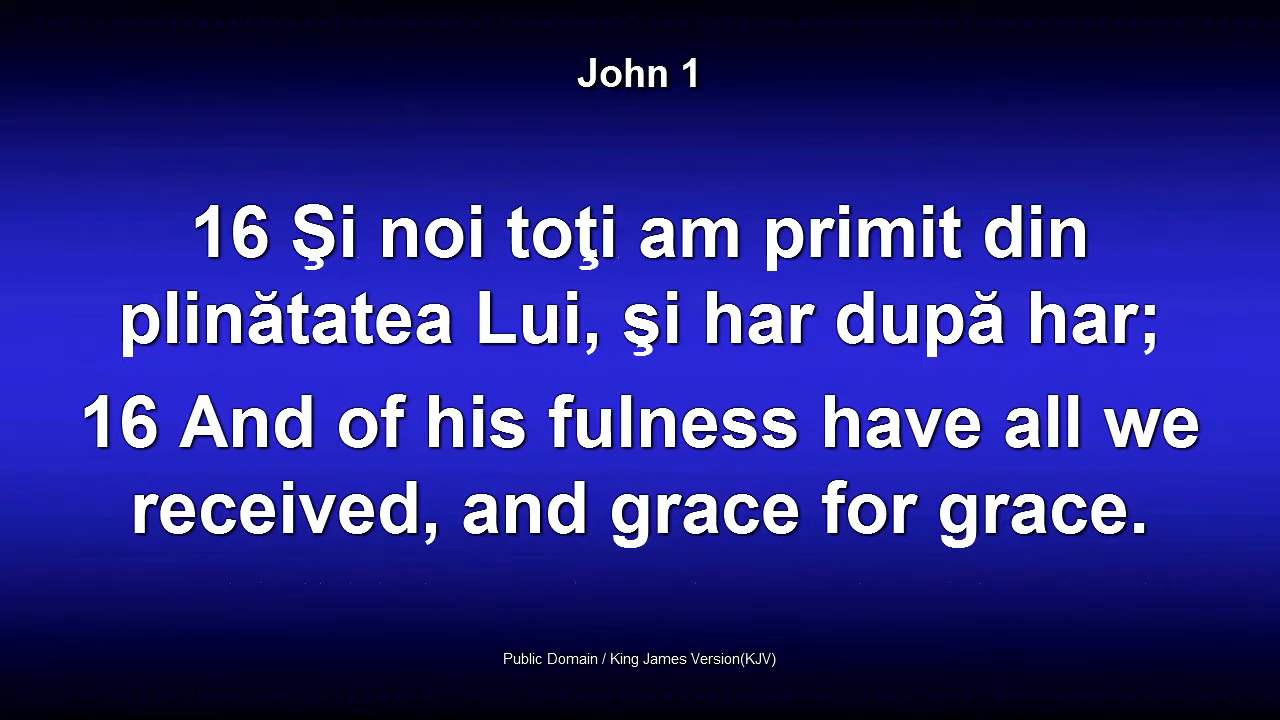 John 1
16 Şi noi toţi am primit din
plinătatea Lui, şi har după har;
16 And of his fulness have all we
received, and grace for grace.
Public Domain / King James Version(KJV)